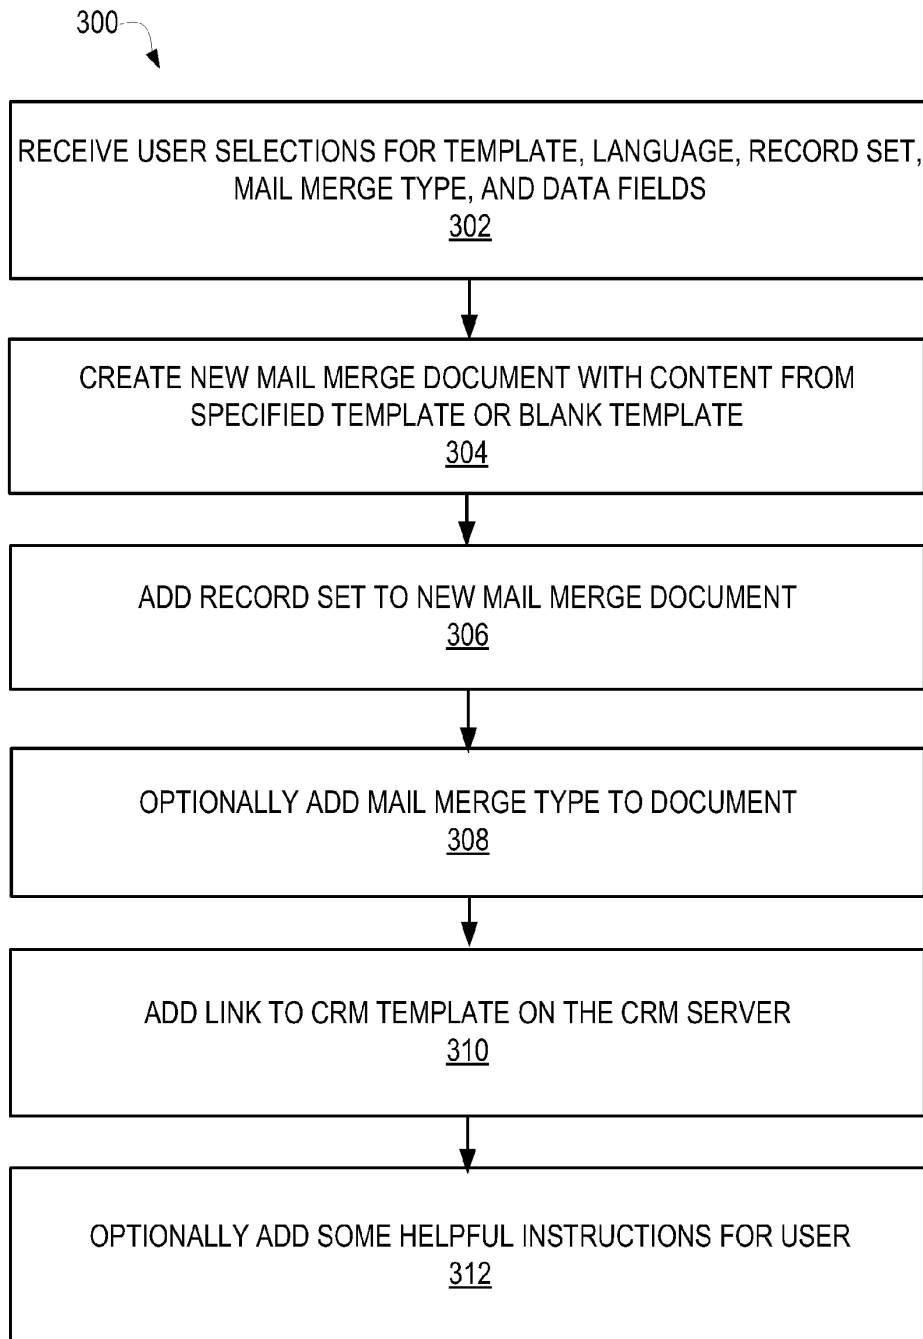 300
RECEIVE USER SELECTIONS FOR TEMPLATE, LANGUAGE, RECORD SET,
MAIL MERGE TYPE, AND DATA FIELDS
302
CREATE NEW MAIL MERGE DOCUMENT WITH CONTENT FROM
SPECIFIED TEMPLATE OR BLANK TEMPLATE
304
ADD RECORD SET TO NEW MAIL MERGE DOCUMENT
306
OPTIONALLY ADD MAIL MERGE TYPE TO DOCUMENT
308
ADD LINK TO CRM TEMPLATE ON THE CRM SERVER
310
OPTIONALLY ADD SOME HELPFUL INSTRUCTIONS FOR USER
312